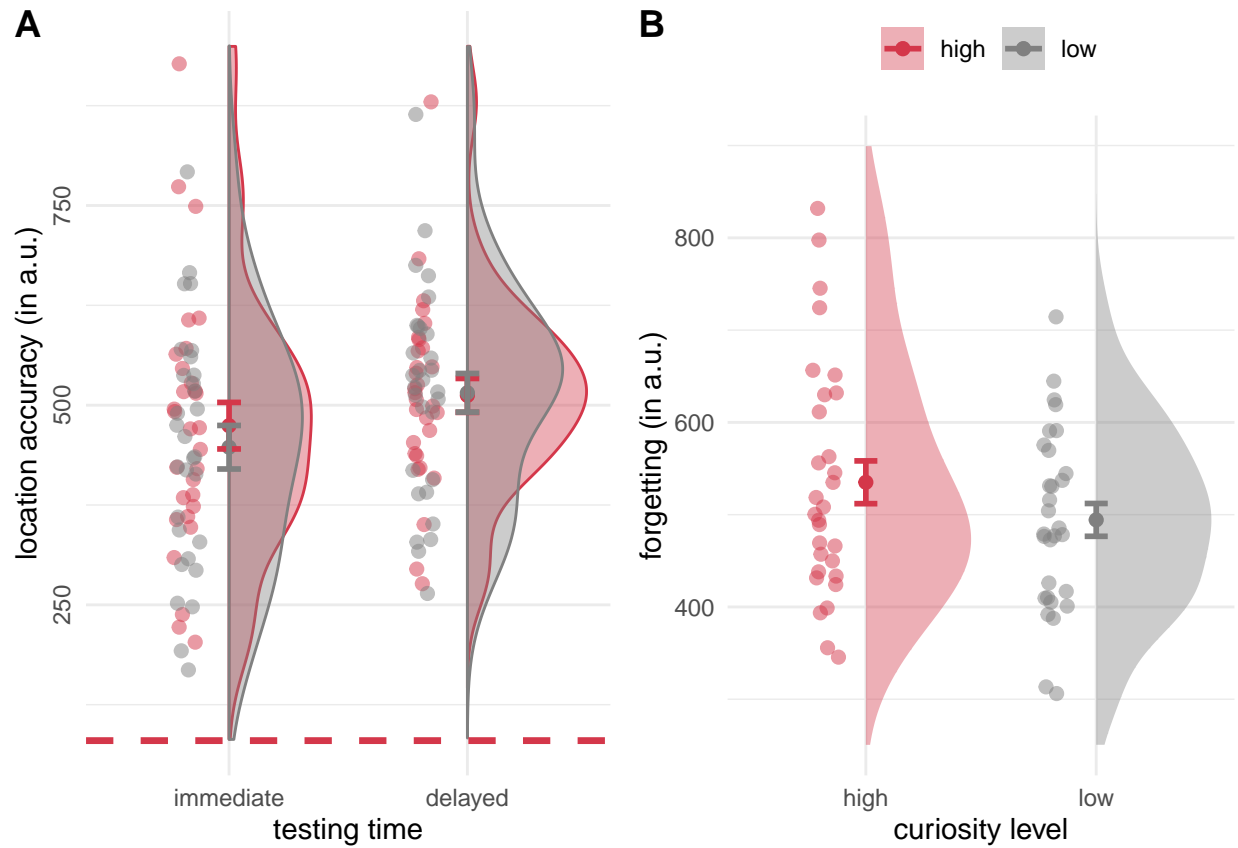 A
location accuracy (in a.u.)
750
500
250
immediate
delayed
testing time
B
high
low
forgetting (in a.u.)
800
600
400
high
low
curiosity level